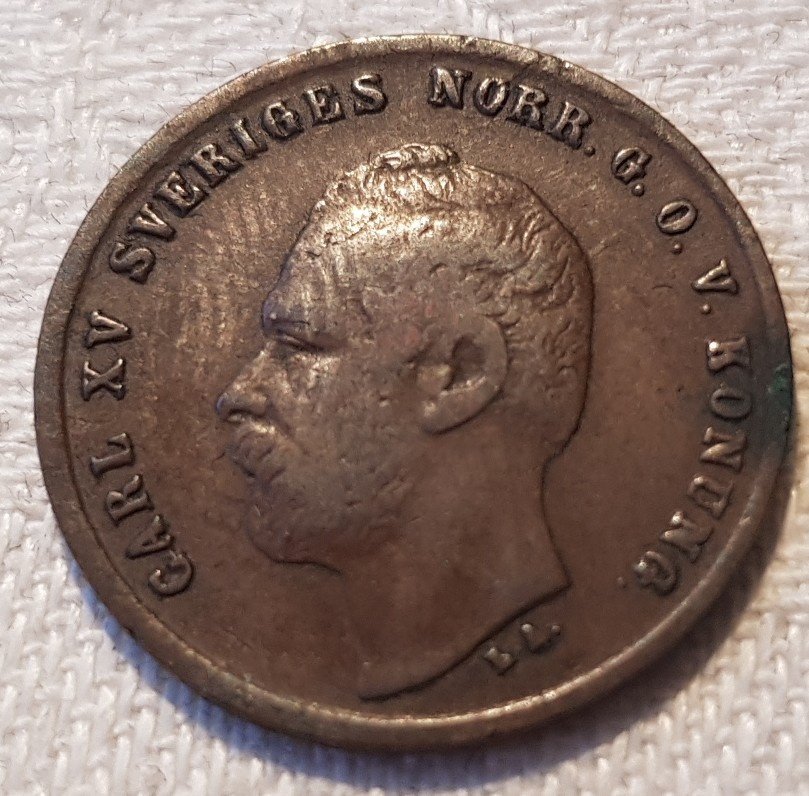 CARL XV SVERIGES NORR. G. O. V. KONUNG
L. A.